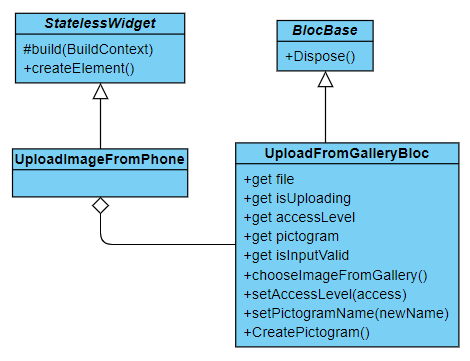 StatelessWidget
#build(BuildContext)
+createElement()
BlocBase
+Dispose()
UploadImageFromPhone
UploadFromGalleryBloc
+get file
+get isUploading
+get accessLevel
+get pictogram
+get isInputValid
+chooseImageFromGallery()
+setAccessLevel(access)
+setPictogramName(newName)
+CreatePictogram()